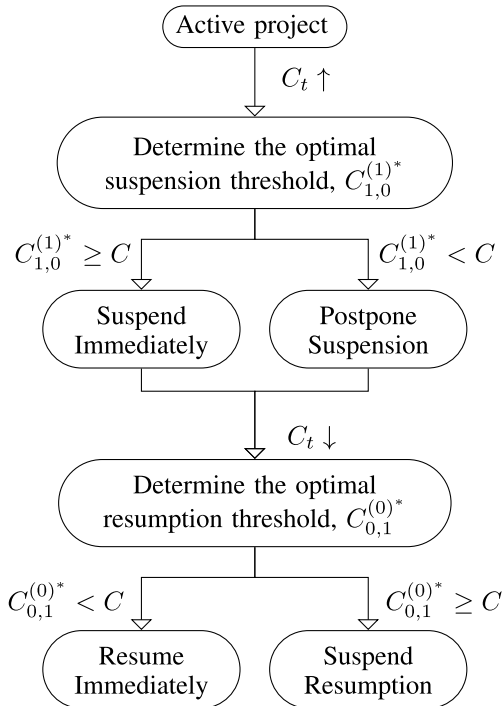 Active project
C_t ↑
Determine the optimal
suspension threshold, C_{1,0}^{(1)*}
C_{1,0}^{(1)*} ≥ C
C_{1,0}^{(1)*} < C
Suspend
Immediately
Postpone
Suspension
C_t ↓
Determine the optimal
resumption threshold, C_{0,1}^{(0)*}
C_{0,1}^{(0)*} < C
C_{0,1}^{(0)*} ≥ C
Resume
Immediately
Suspend
Resumption